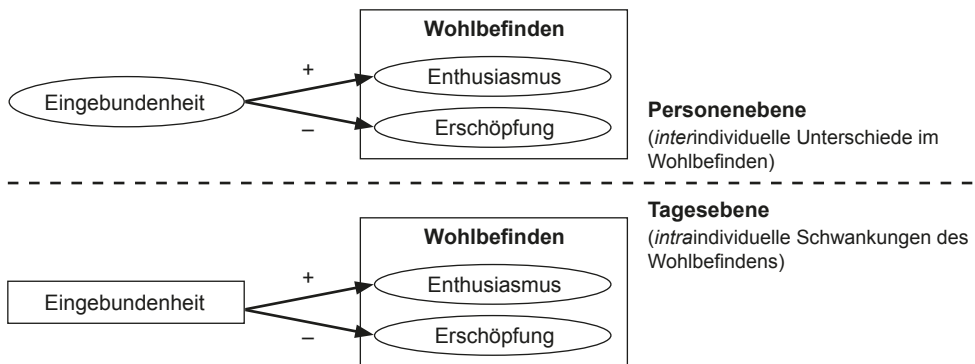 Wohlbefinden
+
Enthusiasmus
Eingebundenheit
–
Erschöpfung
Personenebene
(interindividuelle Unterschiede im
Wohlbefinden)
Tagesebene
(intraindividuelle Schwankungen des
Wohlbefindens)
Wohlbefinden
+
Enthusiasmus
Eingebundenheit
–
Erschöpfung